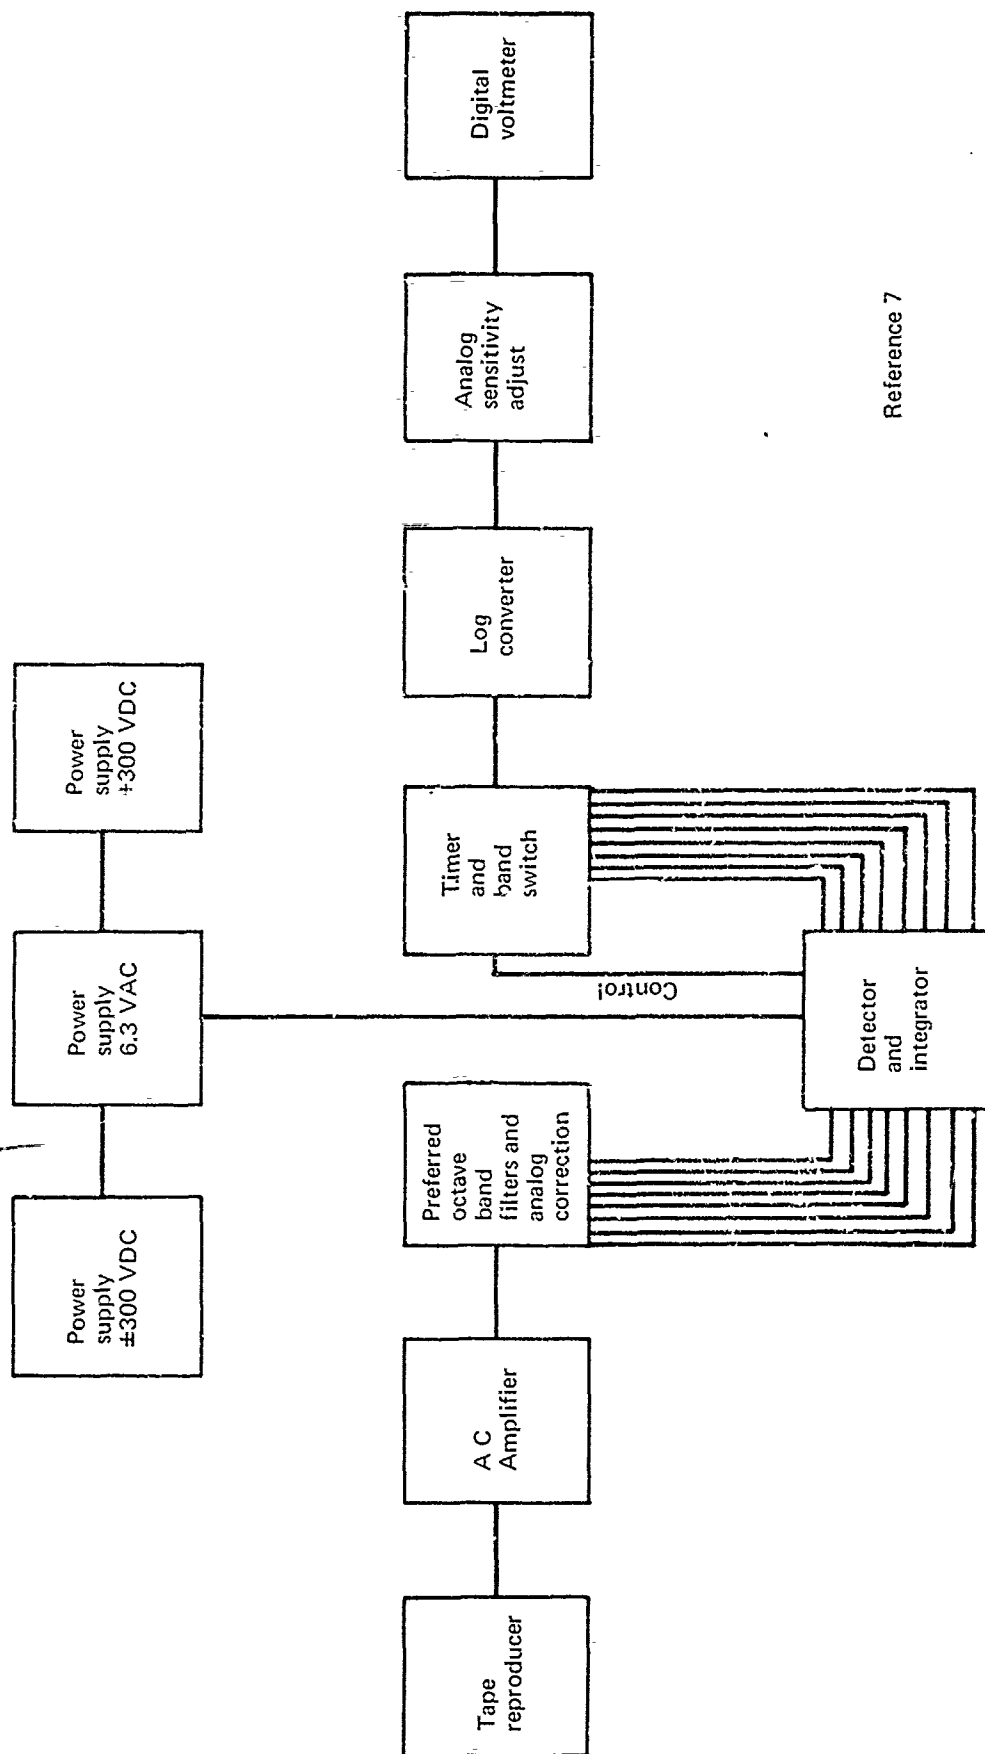 Power
supply
±300 VDC
Power
supply
6.3 VAC
Power
supply
+300 VDC
Tape
reproducer
A C
Amplifier
Preferred
octave
band
filters and
analog
correction
Control
Timer
and
band
switch
Log
converter
Analog
sensitivity
adjust
Digital
voltmeter
Detector
and
integrator
Reference 7